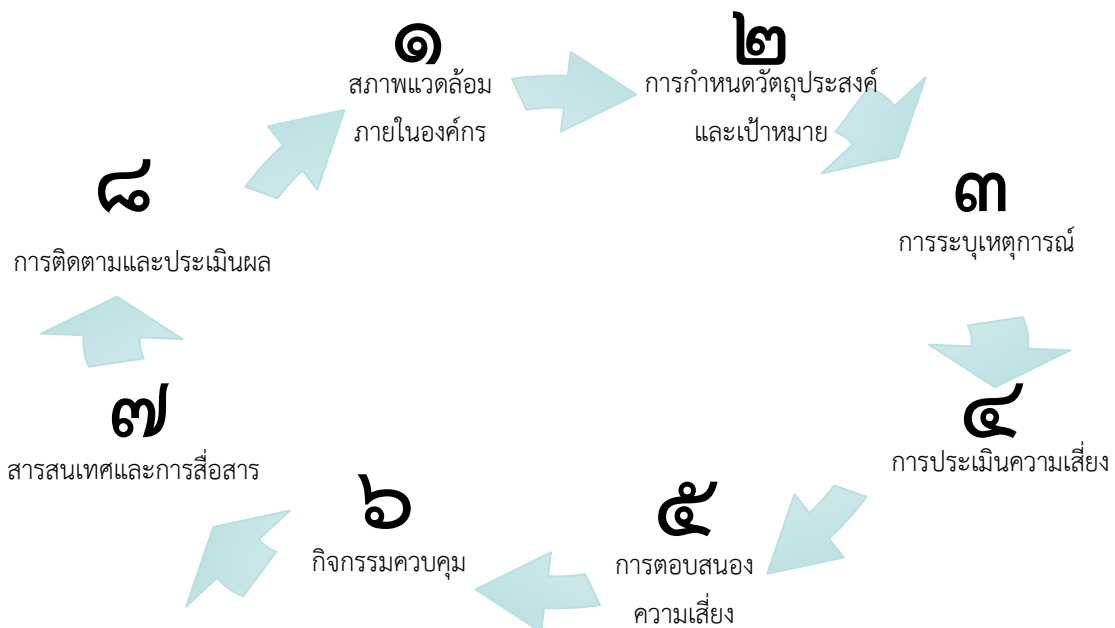 ๑
สภาพแวดล้อม
ภายในองค์กร
๒
การกำหนดวัตถุประสงค์
และเป้าหมาย
๓
การระบุเหตุการณ์
๔
การประเมินความเสี่ยง
๕
การตอบสนอง
ความเสี่ยง
๖
กิจกรรมควบคุม
๗
สารสนเทศและการสื่อสาร
๘
การติดตามและประเมินผล